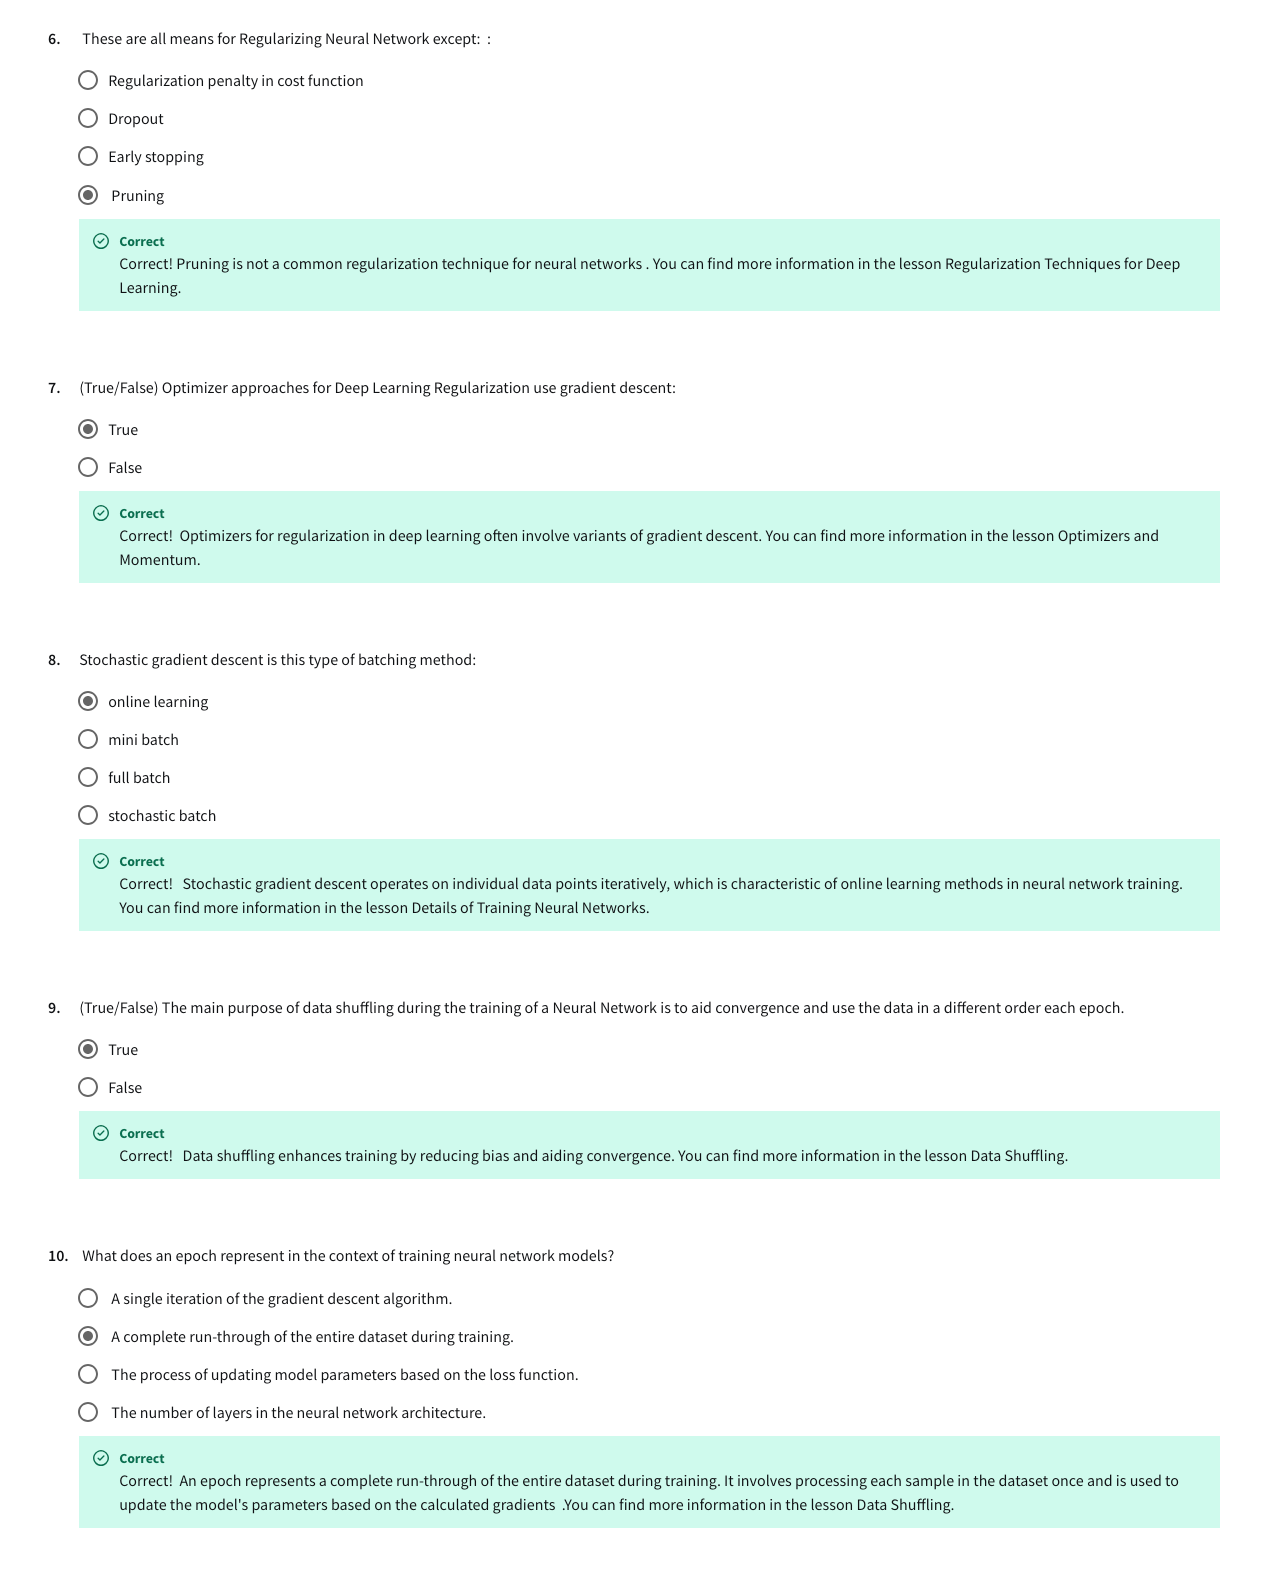 6. These are all means for Regularizing Neural Network except: :
Regularization penalty in cost function
Dropout
Early stopping
Pruning
Correct
Correct! Pruning is not a common regularization technique for neural networks . You can find more information in the lesson Regularization Techniques for Deep
Learning.
7. (True/False) Optimizer approaches for Deep Learning Regularization use gradient descent:
True
False
Correct
Correct! Optimizers for regularization in deep learning often involve variants of gradient descent. You can find more information in the lesson Optimizers and
Momentum.
8. Stochastic gradient descent is this type of batching method:
online learning
mini batch
full batch
stochastic batch
Correct
Correct! Stochastic gradient descent operates on individual data points iteratively, which is characteristic of online learning methods in neural network training.
You can find more information in the lesson Details of Training Neural Networks.
9. (True/False) The main purpose of data shuffling during the training of a Neural Network is to aid convergence and use the data in a different order each epoch.
True
False
Correct
Correct! Data shuffling enhances training by reducing bias and aiding convergence. You can find more information in the lesson Data Shuffling.
10. What does an epoch represent in the context of training neural network models?
A single iteration of the gradient descent algorithm.
A complete run-through of the entire dataset during training.
The process of updating model parameters based on the loss function.
The number of layers in the neural network architecture.
Correct
Correct! An epoch represents a complete run-through of the entire dataset during training. It involves processing each sample in the dataset once and is used to
update the model's parameters based on the calculated gradients .You can find more information in the lesson Data Shuffling.